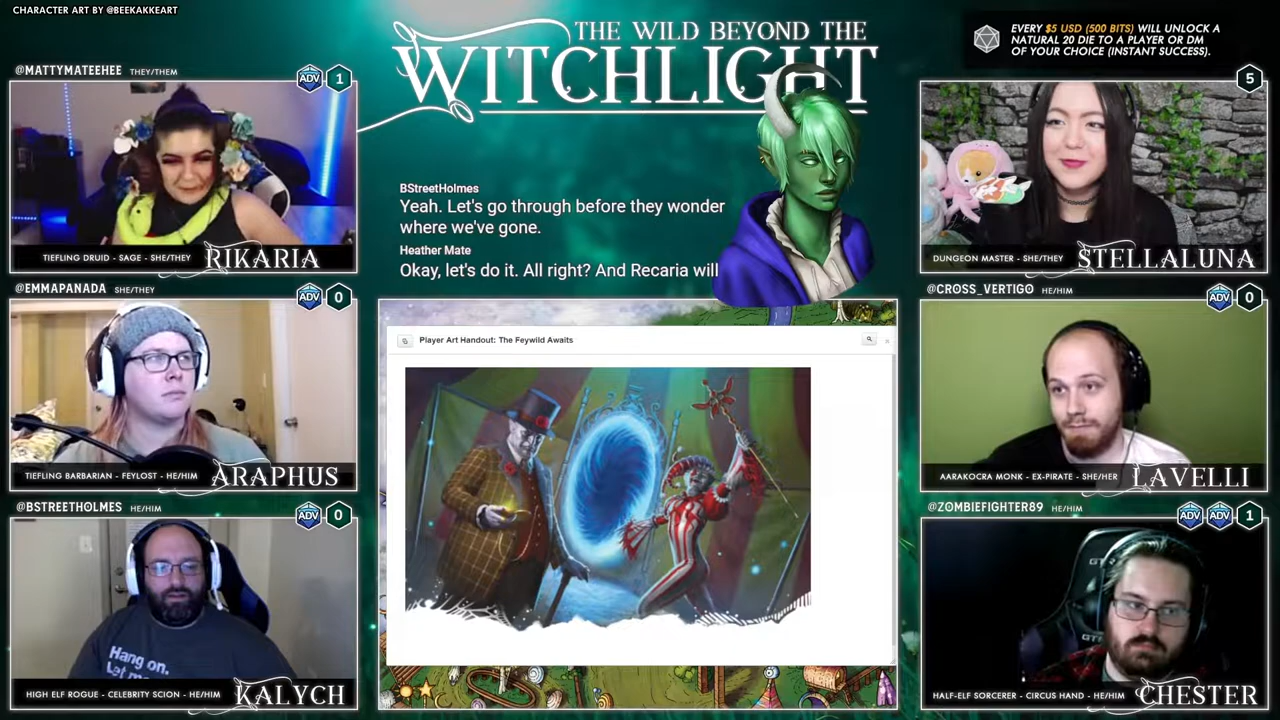 CHARACTER ART BY @BEEKAKKEART
THE WILD BEYOND THE
WITCHLIGHT
EVERY $5 USD (500 BITS) WILL UNLOCK A
NATURAL 20 DIE TO A PLAYER OR DM
OF YOUR CHOICE (INSTANT SUCCESS).
@MATTYMATEEHEE THEY/THEM
ADV 1
TIEFLING DRUID - SAGE - SHE/THEY RIKARIA
5
DUNGEON MASTER - SHE/THEY STELLALUNA
BStreetHolmes
Yeah. Let's go through before they wonder
where we've gone.
Heather Mate
Okay, let's do it. All right? And Recaria will
@EMMAPANADA SHE/THEY
ADV 0
TIEFLING BARBARIAN - FEYLOST - HE/HIM ARAPHUS
@CROSS_VERTIGO HE/HIM
ADV 0
AARAKOCRA MONK - EX-PIRATE - SHE/HER LAVELLI
Player Art Handout: The Feywild Awaits
@BSTREETHOLMES HE/HIM
ADV 0
Hang on.
HIGH ELF ROGUE - CELEBRITY SCION - HE/HIM KALYCH
@ZOMBIEFIGHTER89 HE/HIM
ADV ADV 1
HALF-ELF SORCERER - CIRCUS HAND - HE/HIM CHESTER